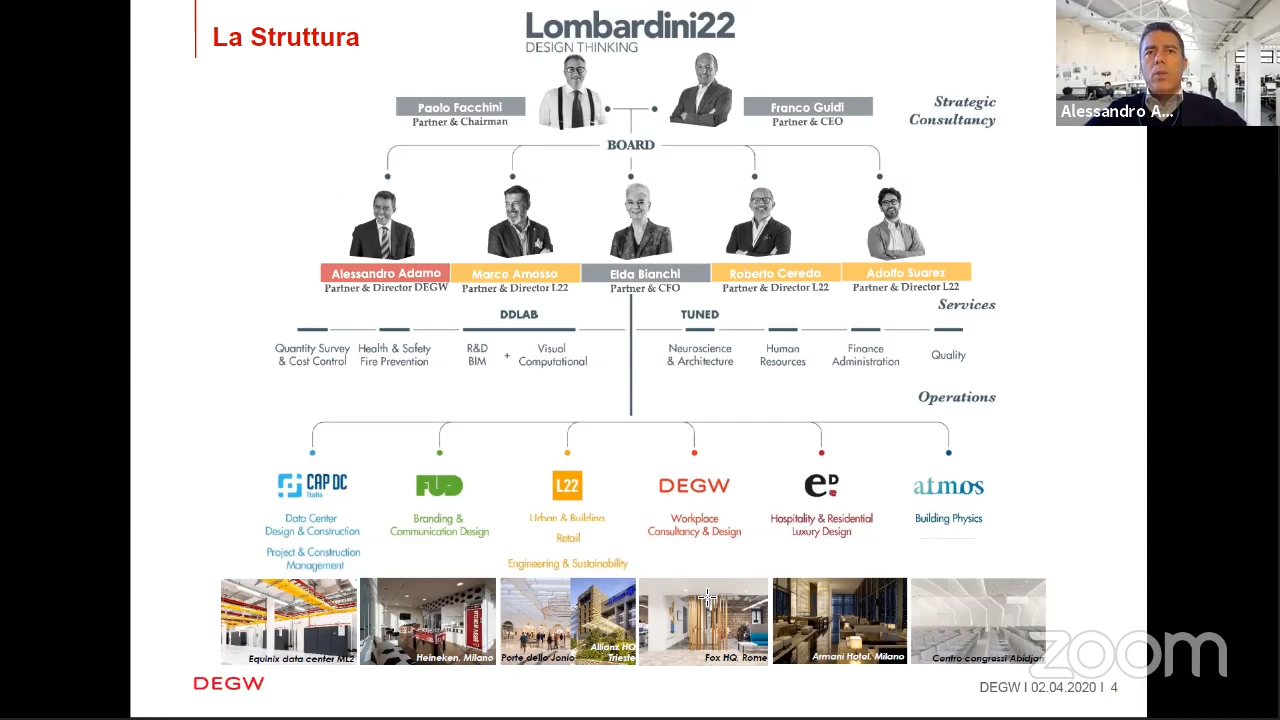 La Struttura
Lombardini22
DESIGN THINKING
Paolo Facchini
Partner & Chairman
Franco Guidi
Partner & CEO
Strategic
Consultancy
Alessandro A...
BOARD
Alessandro Adamo
Partner & Director DEGW
Marco Amosso
Partner & Director L22
Elda Bianchi
Partner & CFO
Roberto Cereda
Partner & Director L22
Adolfo Suarez
Partner & Director L22
Services
DDLAB
TUNED
Quantity Survey
& Cost Control
Health & Safety
Fire Prevention
R&D
BIM
+
Visual
Computational
Neuroscience
& Architecture
Human
Resources
Finance
Administration
Quality
Operations
CAP DC
Italia
Data Center
Design & Construction
Project & Construction
Management
FUD
Branding &
Communication Design
L22
Urban & Building
Retail
Engineering & Sustainability
DEGW
Workplace
Consultancy & Design
eD
Hospitality & Residential
Luxury Design
atmos
Building Physics
Equinix data center ML2
Heineken, Milano
Porte dello Jonio
Allianz HQ
Trieste
Fox HQ, Rome
Armani Hotel, Milano
Centro congressi Abidjan
zoom
DEGW
DEGW I 02.04.2020 I 4